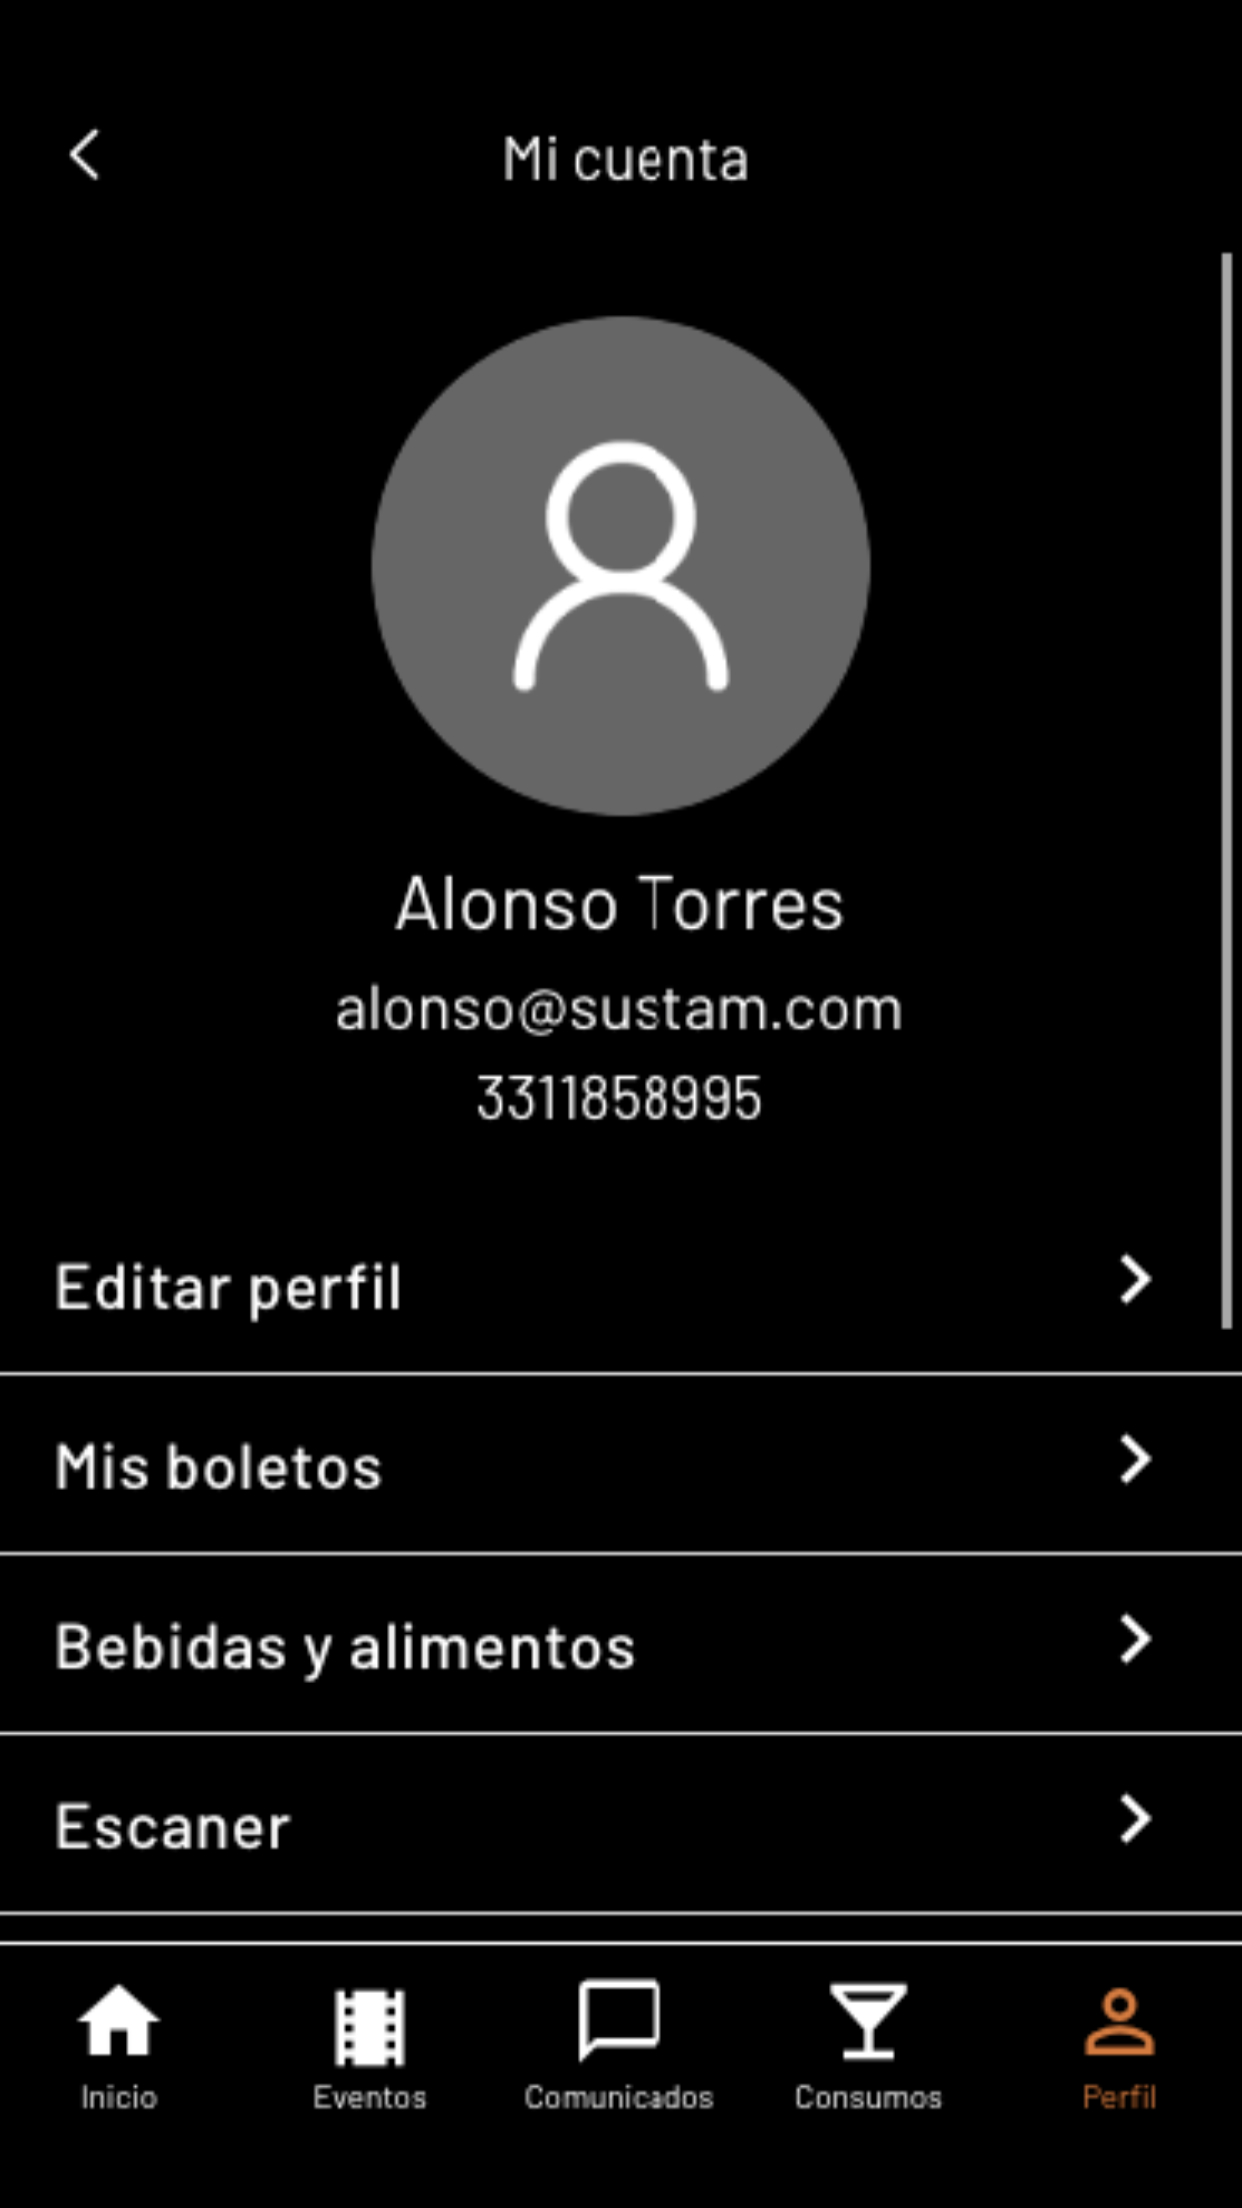 Mi cuenta
Alonso Torres
alonso@sustam.com
3311858995
Editar perfil
Mis boletos
Bebidas y alimentos
Escaner
Inicio
Eventos
Comunicados
Consumos
Perfil